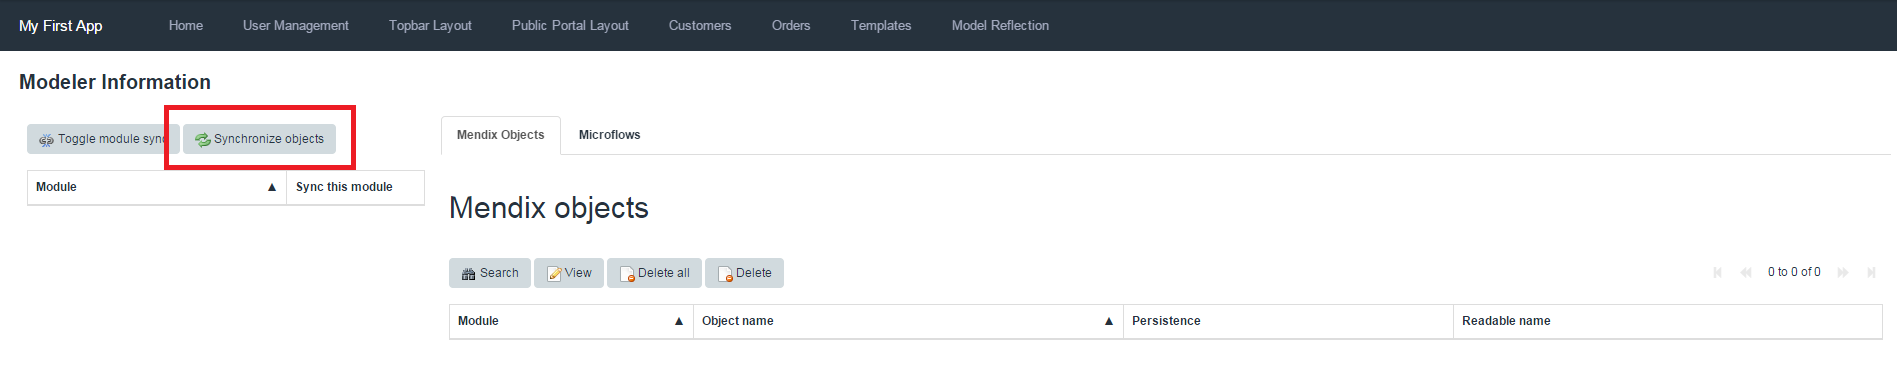 My First App Home User Management Topbar Layout Public Portal Layout Customers Orders Templates Model Reflection
Modeler Information
Toggle module sync Synchronize objects
Module ▲ Sync this module
Mendix Objects Microflows
Mendix objects
Search View Delete all Delete 0 to 0 of 0
Module ▲ Object name ▲ Persistence Readable name